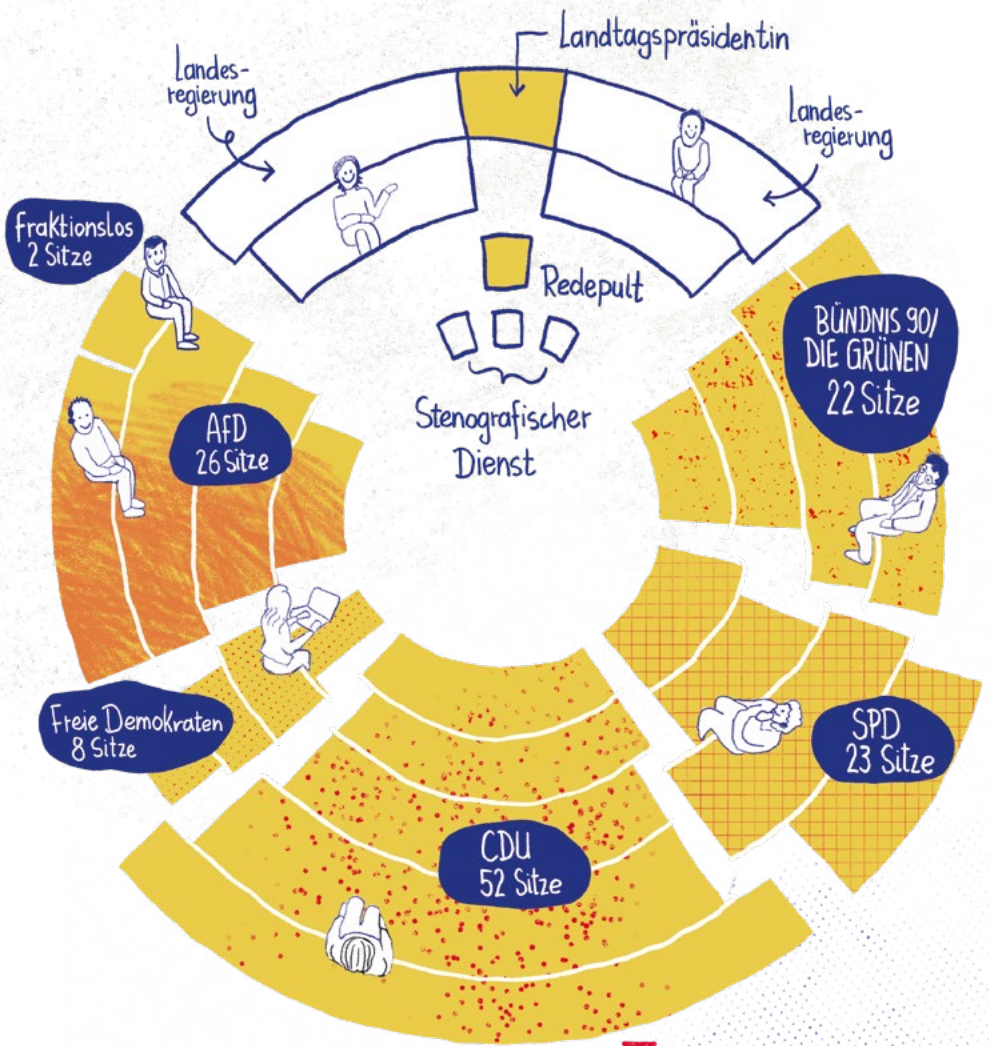 Landtagspräsidentin
Landes-
regierung
Landes-
regierung
Fraktionslos
2 Sitze
Redepult
BÜNDNIS 90/
DIE GRÜNEN
22 Sitze
Stenografischer
Dienst
AfD
26 Sitze
Freie Demokraten
8 Sitze
SPD
23 Sitze
CDU
52 Sitze